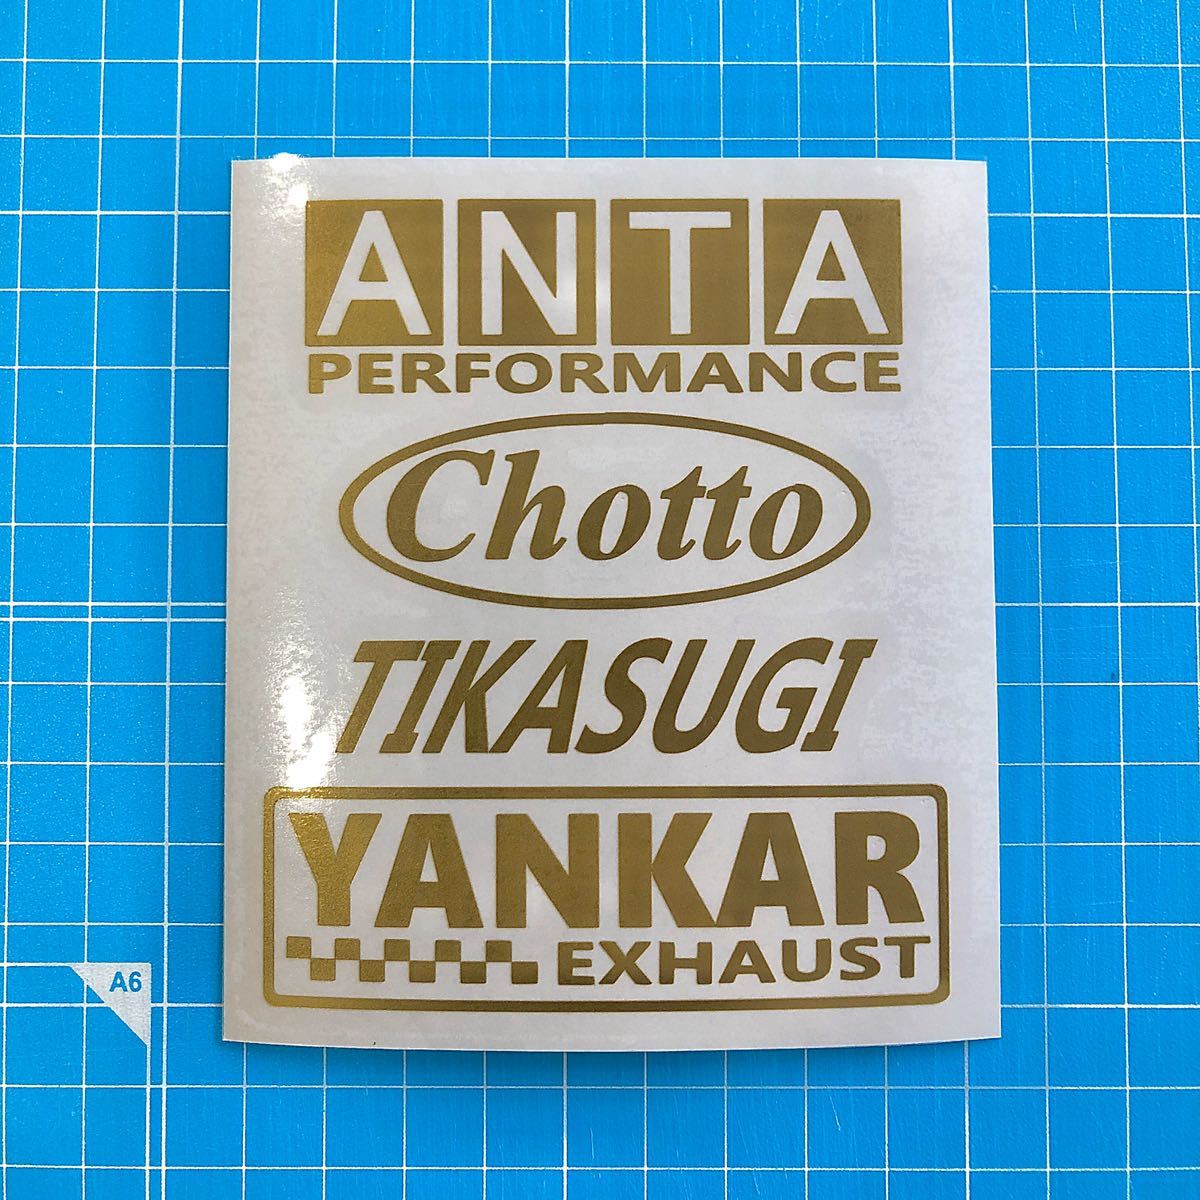 ANTA
PERFORMANCE
Chotto
TIKASUGI
YANKAR
EXHAUST
A6